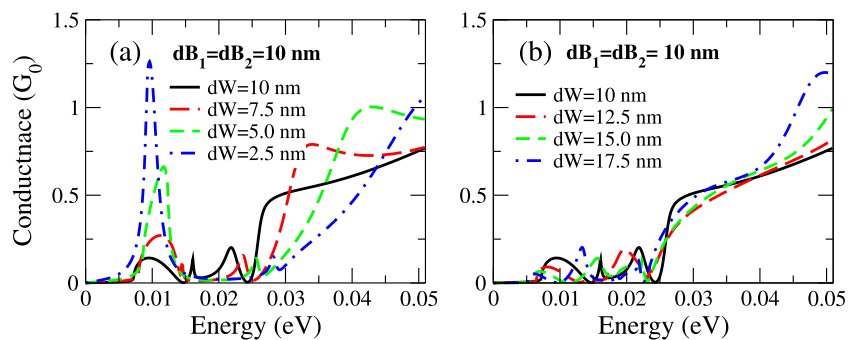 (a) dB1=dB2=10 nm
dW=10 nm
dW=7.5 nm
dW=5.0 nm
dW=2.5 nm
Conductnace (G0)
1.5
1
0.5
0
0 0.01 0.02 0.03 0.04 0.05
Energy (eV)
(b) dB1=dB2= 10 nm
dW=10 nm
dW=12.5 nm
dW=15.0 nm
dW=17.5 nm
1.5
1
0.5
0
0 0.01 0.02 0.03 0.04 0.05
Energy (eV)